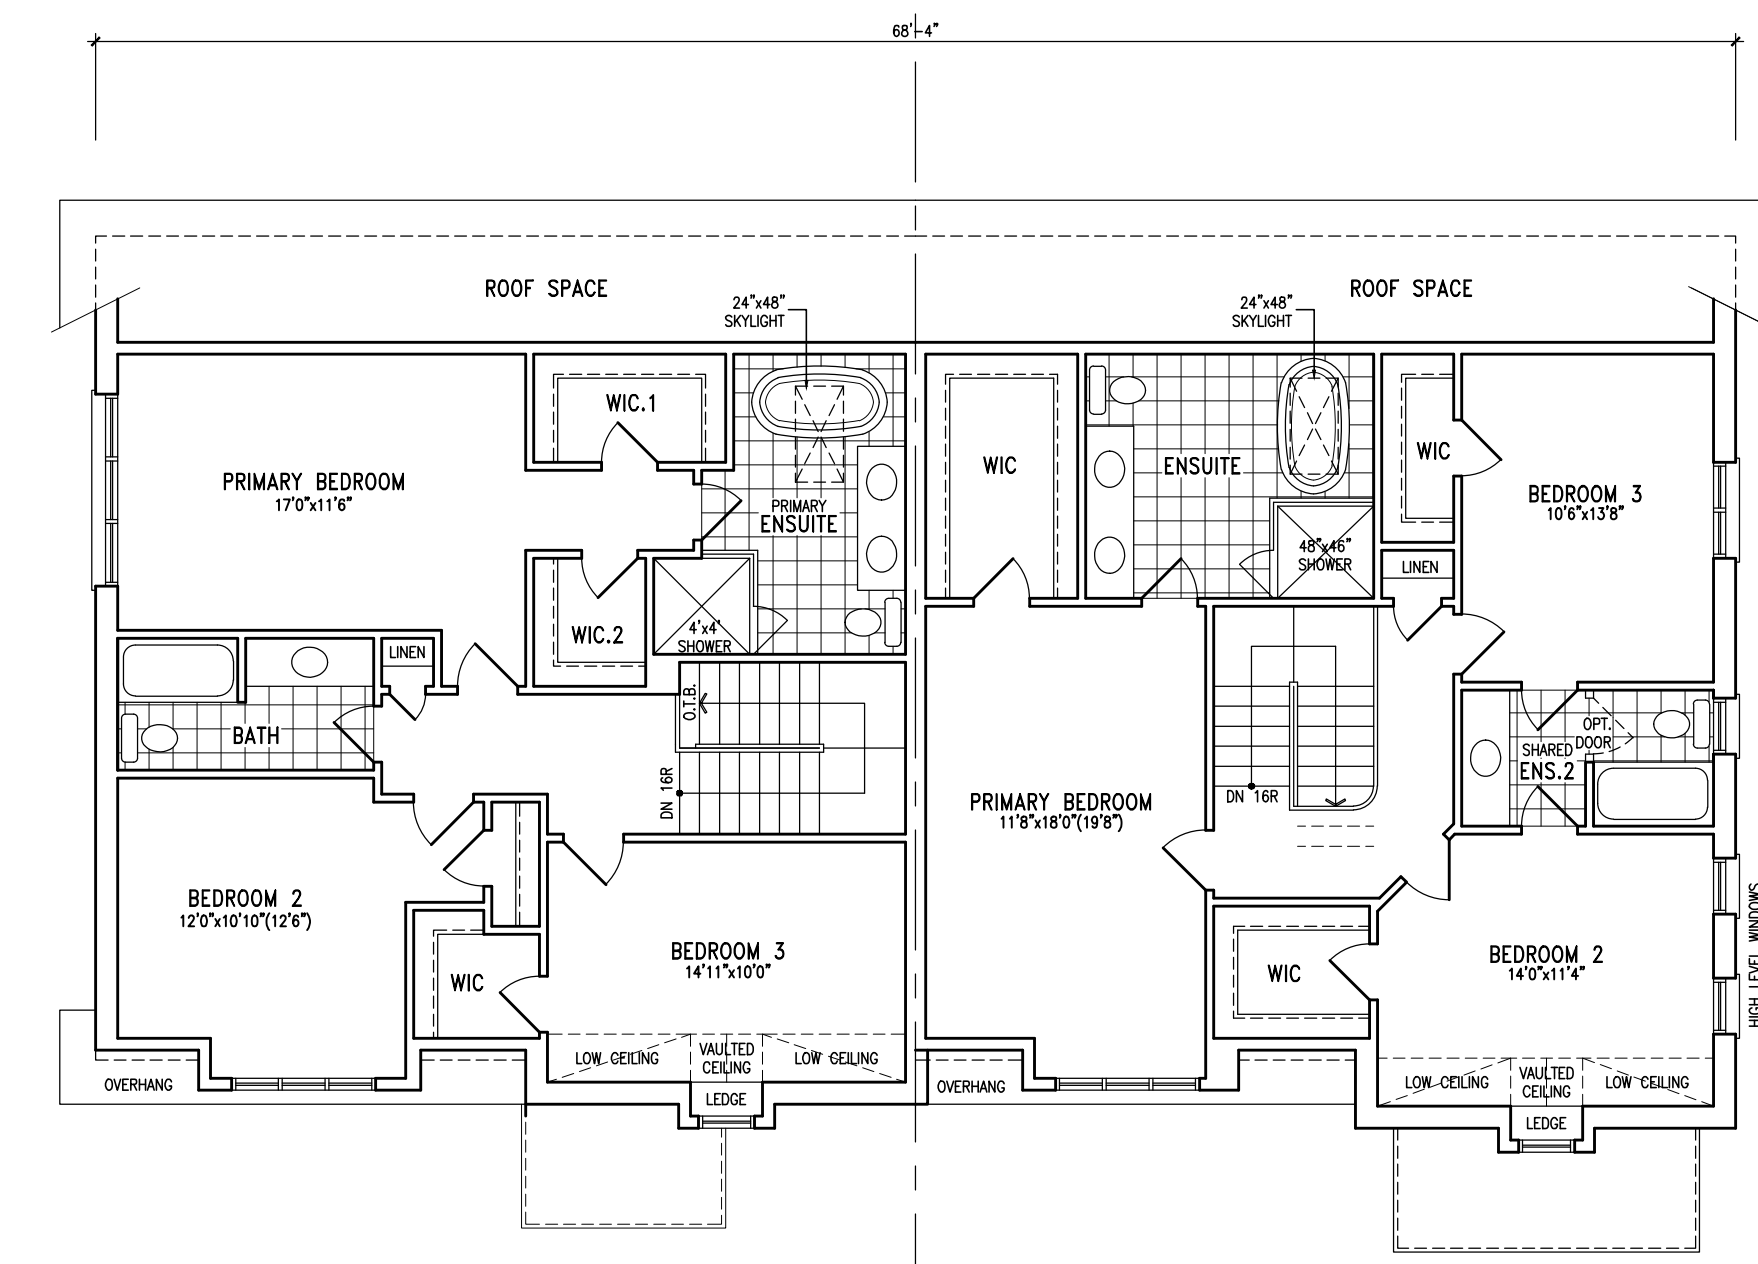 68'-4"
ROOF SPACE
ROOF SPACE
24"x48"
SKYLIGHT
24"x48"
SKYLIGHT
WIC.1
PRIMARY BEDROOM
17'0"x11'6"
PRIMARY
ENSUITE
WIC.2
4'x4'
SHOWER
LINEN
BATH
O.T.B.
DN 16R
BEDROOM 2
12'0"x10'10"(12'6")
WIC
BEDROOM 3
14'11"x10'0"
LOW CEILING
VAULTED
CEILING
LOW CEILING
LEDGE
OVERHANG
WIC
ENSUITE
48"x46"
SHOWER
WIC
BEDROOM 3
10'6"x13'8"
LINEN
OPT.
DOOR
SHARED
ENS.2
DN 16R
PRIMARY BEDROOM
11'8"x18'0"(19'8")
WIC
BEDROOM 2
14'0"x11'4"
HIGH LEVEL WINDOWS
LOW CEILING
VAULTED
CEILING
LOW CEILING
LEDGE
OVERHANG